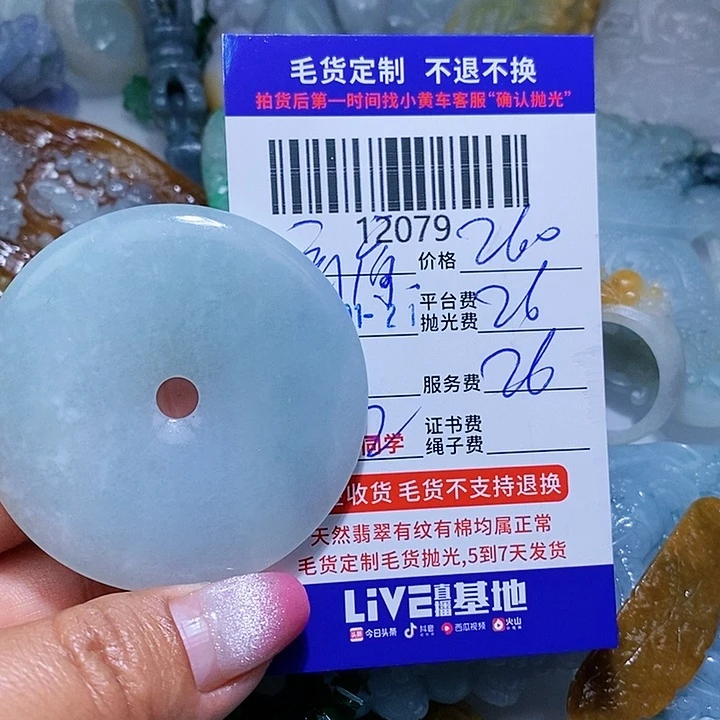 毛货定制 不退不换
拍货后第一时间找小黄车客服“确认抛光”
12079
价格 260
平台费
抛光费 26
服务费 26
证书费
同学 绳子费
收货 毛货不支持退换
天然翡翠有纹有棉均属正常
毛货定制毛货抛光,5到7天发货
LiVE直播基地
头条 今日头条 抖音 西瓜视频 火山